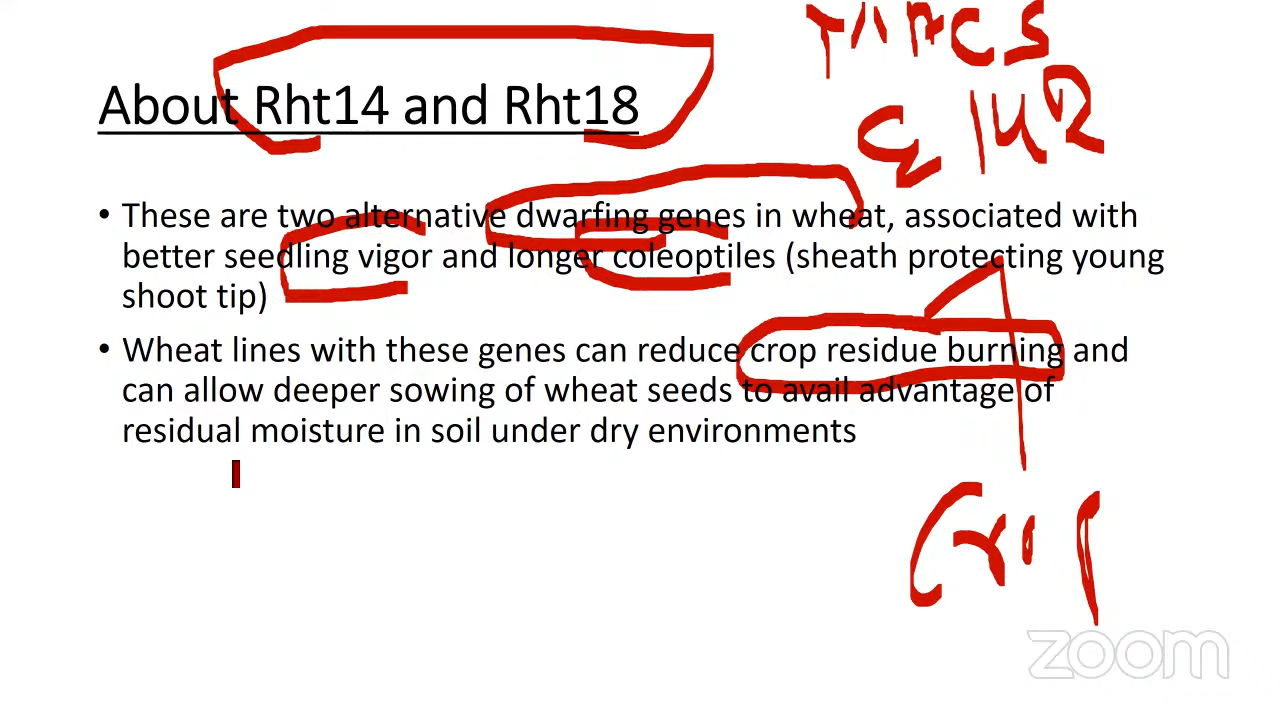 About Rht14 and Rht18
• These are two alternative dwarfing genes in wheat, associated with
better seedling vigor and longer coleoptiles (sheath protecting young
shoot tip)
• Wheat lines with these genes can reduce crop residue burning and
can allow deeper sowing of wheat seeds to avail advantage of
residual moisture in soil under dry environments
Crop
zoom